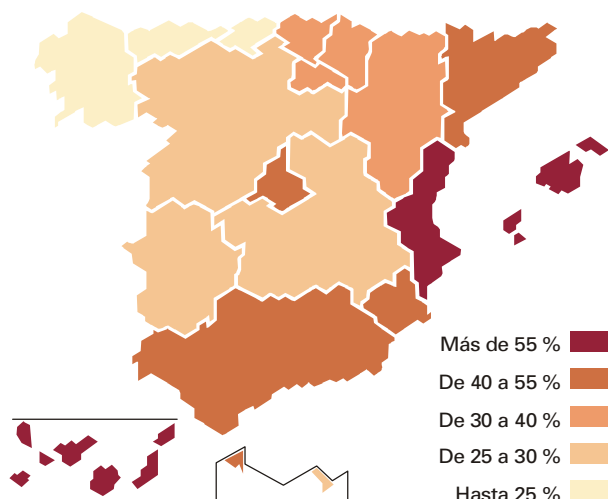 Más de 55 %
De 40 a 55 %
De 30 a 40 %
De 25 a 30 %
Hasta 25 %